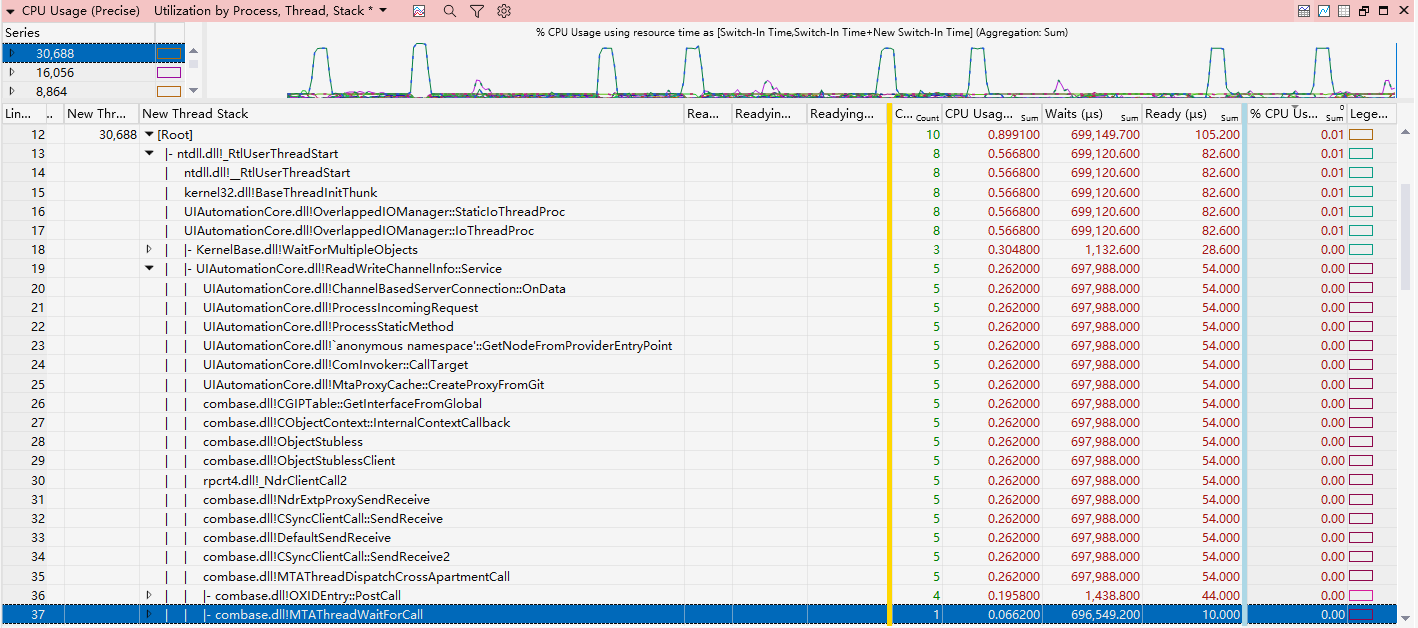 CPU Usage (Precise) Utilization by Process, Thread, Stack *
Series
30,688
16,056
8,864
% CPU Usage using resource time as [Switch-In Time,Switch-In Time+New Switch-In Time] (Aggregation: Sum)
Lin... .. New Thr... New Thread Stack Rea... Readyin... Readying... C... Count CPU Usag... Sum Waits (µs) Sum Ready (µs) Sum % CPU Us... Sum 0 Lege...
12 30,688 [Root] 10 0.899100 699,149.700 105.200 0.01
13 |- ntdll.dll!_RtlUserThreadStart 8 0.566800 699,120.600 82.600 0.01
14 | ntdll.dll!__RtlUserThreadStart 8 0.566800 699,120.600 82.600 0.01
15 | kernel32.dll!BaseThreadInitThunk 8 0.566800 699,120.600 82.600 0.01
16 | UIAutomationCore.dll!OverlappedIOManager::StaticIoThreadProc 8 0.566800 699,120.600 82.600 0.01
17 | UIAutomationCore.dll!OverlappedIOManager::IoThreadProc 8 0.566800 699,120.600 82.600 0.01
18 | |- KernelBase.dll!WaitForMultipleObjects 3 0.304800 1,132.600 28.600 0.00
19 | |- UIAutomationCore.dll!ReadWriteChannelInfo::Service 5 0.262000 697,988.000 54.000 0.00
20 | | UIAutomationCore.dll!ChannelBasedServerConnection::OnData 5 0.262000 697,988.000 54.000 0.00
21 | | UIAutomationCore.dll!ProcessIncomingRequest 5 0.262000 697,988.000 54.000 0.00
22 | | UIAutomationCore.dll!ProcessStaticMethod 5 0.262000 697,988.000 54.000 0.00
23 | | UIAutomationCore.dll!`anonymous namespace'::GetNodeFromProviderEntryPoint 5 0.262000 697,988.000 54.000 0.00
24 | | UIAutomationCore.dll!ComInvoker::CallTarget 5 0.262000 697,988.000 54.000 0.00
25 | | UIAutomationCore.dll!MtaProxyCache::CreateProxyFromGit 5 0.262000 697,988.000 54.000 0.00
26 | | combase.dll!CGIPTable::GetInterfaceFromGlobal 5 0.262000 697,988.000 54.000 0.00
27 | | combase.dll!CObjectContext::InternalContextCallback 5 0.262000 697,988.000 54.000 0.00
28 | | combase.dll!ObjectStubless 5 0.262000 697,988.000 54.000 0.00
29 | | combase.dll!ObjectStublessClient 5 0.262000 697,988.000 54.000 0.00
30 | | rpcrt4.dll!_NdrClientCall2 5 0.262000 697,988.000 54.000 0.00
31 | | combase.dll!NdrExtpProxySendReceive 5 0.262000 697,988.000 54.000 0.00
32 | | combase.dll!CSyncClientCall::SendReceive 5 0.262000 697,988.000 54.000 0.00
33 | | combase.dll!DefaultSendReceive 5 0.262000 697,988.000 54.000 0.00
34 | | combase.dll!CSyncClientCall::SendReceive2 5 0.262000 697,988.000 54.000 0.00
35 | | combase.dll!MTAThreadDispatchCrossApartmentCall 5 0.262000 697,988.000 54.000 0.00
36 | | |- combase.dll!OXIDEntry::PostCall 4 0.195800 1,438.800 44.000 0.00
37 | | |- combase.dll!MTAThreadWaitForCall 1 0.066200 696,549.200 10.000 0.00